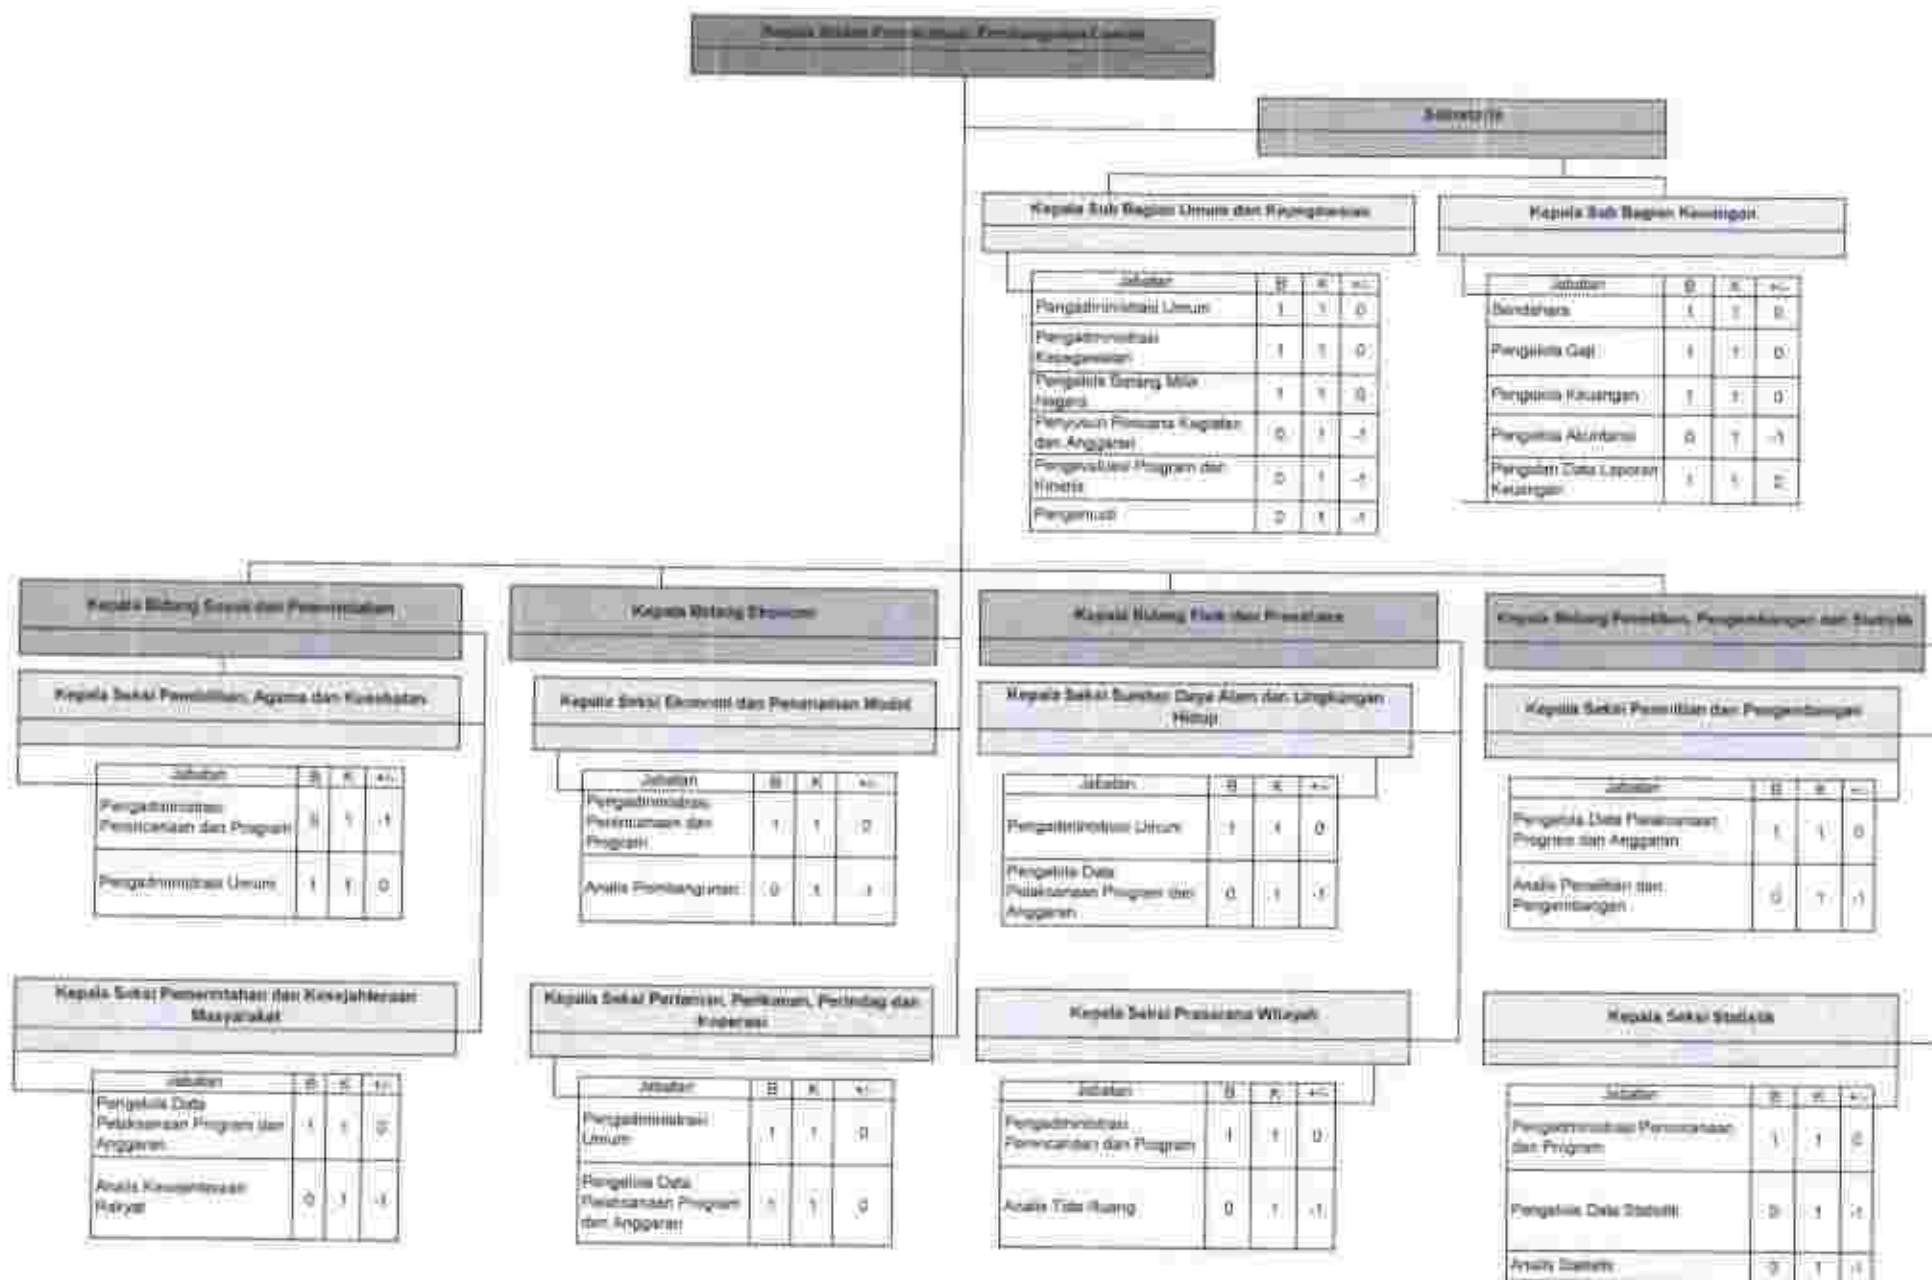 Kepala Badan Perencanaan Pembangunan Daerah
Sekretaris
Kepala Sub Bagian Umum dan Kepegawaian
Kepala Sub Bagian Keuangan
Jabatan B K +/-
Pengadministrasi Umum 1 1 0
Pengadministrasi
Kepegawaian 1 1 0
Pengelola Barang Milik
Negara 1 1 0
Penyusun Rencana Kegiatan
dan Anggaran 0 1 -1
Pengevaluasi Program dan
Kinerja 0 1 -1
Pengemudi 0 1 -1
Jabatan B K +/-
Bendahara 1 1 0
Pengelola Gaji 1 1 0
Pengelola Keuangan 1 1 0
Pengelola Akuntansi 0 1 -1
Pengolah Data Laporan
Keuangan 1 1 0
Kepala Bidang Sosial dan Pemerintahan
Kepala Bidang Ekonomi
Kepala Bidang Fisik dan Prasarana
Kepala Bidang Penelitian, Pengembangan dan Statistik
Kepala Seksi Pendidikan, Agama dan Kesehatan
Kepala Seksi Ekonomi dan Penanaman Modal
Kepala Seksi Sumber Daya Alam dan Lingkungan
Hidup
Kepala Seksi Penelitian dan Pengembangan
Jabatan B K +/-
Pengadministrasi
Perencanaan dan Program 0 1 -1
Pengadministrasi Umum 1 1 0
Jabatan B K +/-
Pengadministrasi
Perencanaan dan
Program 1 1 0
Analis Pembangunan 0 1 -1
Jabatan B K +/-
Pengadministrasi Umum 1 1 0
Pengelola Data
Pelaksanaan Program dan
Anggaran 0 1 -1
Jabatan B K +/-
Pengelola Data Pelaksanaan
Program dan Anggaran 1 1 0
Analis Penelitian dan
Pengembangan 0 1 -1
Kepala Seksi Pemerintahan dan Kesejahteraan
Masyarakat
Kepala Seksi Pertanian, Perikanan, Perindag dan
Koperasi
Kepala Seksi Prasarana Wilayah
Kepala Seksi Statistik
Jabatan B K +/-
Pengelola Data
Pelaksanaan Program dan
Anggaran 1 1 0
Analis Kesejahteraan
Rakyat 0 1 -1
Jabatan B K +/-
Pengadministrasi
Umum 1 1 0
Pengelola Data
Pelaksanaan Program
dan Anggaran 1 1 0
Jabatan B K +/-
Pengadministrasi
Perencanaan dan Program 1 1 0
Analis Tata Ruang 0 1 -1
Jabatan B K +/-
Pengadministrasi Perencanaan
dan Program 1 1 0
Pengelola Data Statistik 0 1 -1
Analis Statistik 0 1 -1